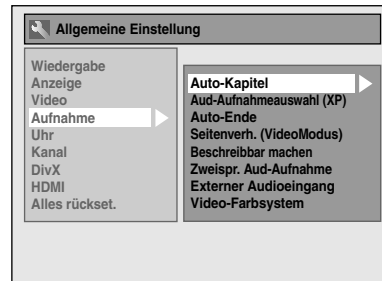 Allgemeine Einstellung
Wiedergabe
Anzeige
Video
Aufnahme
Uhr
Kanal
DivX
HDMI
Alles rückset.
Auto-Kapitel
Aud-Aufnahmeauswahl (XP)
Auto-Ende
Seitenverh. (VideoModus)
Beschreibbar machen
Zweispr. Aud-Aufnahme
Externer Audioeingang
Video-Farbsystem